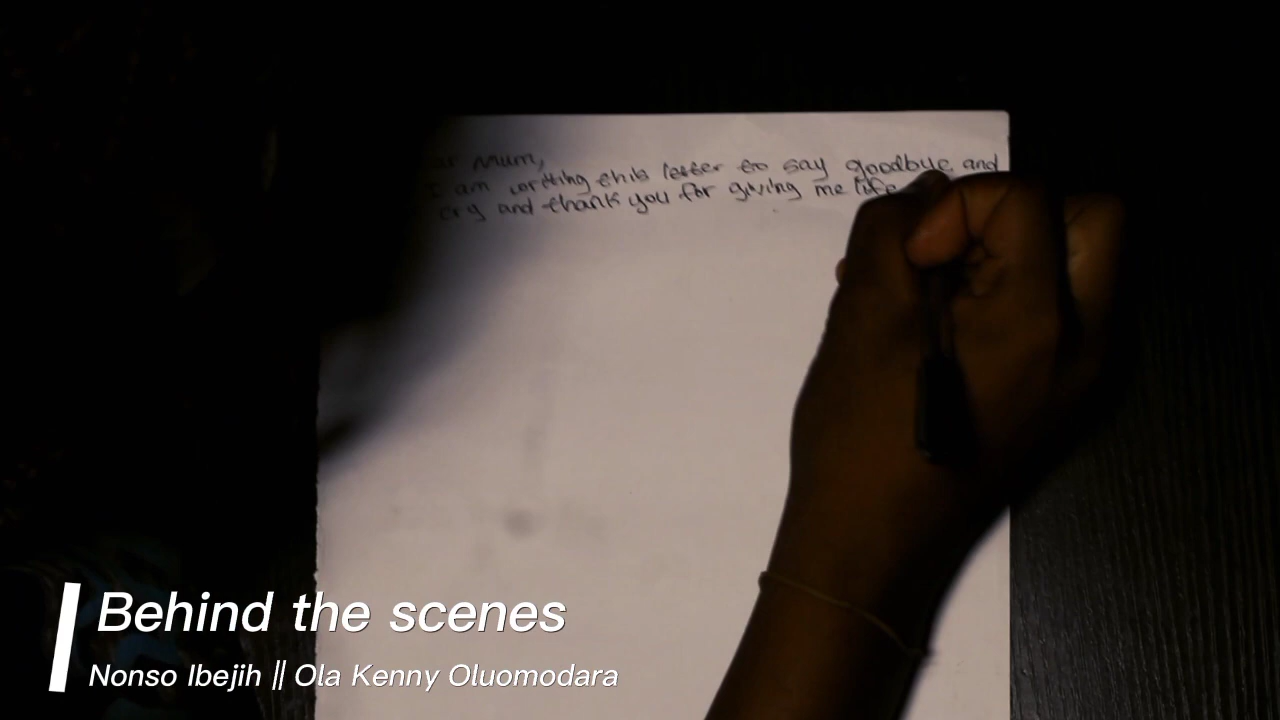 Mum,
I am writing this letter to say goodbye and
cry and thank you for giving me life
Behind the scenes
Nonso Ibejih || Ola Kenny Oluomodara